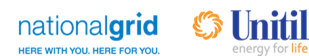 nationalgrid
HERE WITH YOU. HERE FOR YOU.
Unitil
energy for life